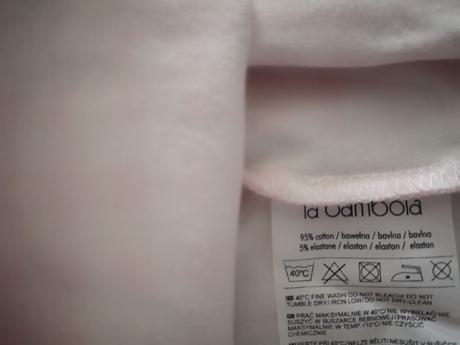 la bambola
95% cotton / bawełna / bavlna / bavlna
5% elastane / elastan / elastan / elastan
40°C
40°C FINE WASH/DO NOT BLEACH/DO NOT
TUMBLE DRY/ IRON LOW/DO NOT DRY-CLEAN
PRAĆ MAKSYMALNIE W 40°C/ NIE WYBIELAĆ/ NIE
SUSZYĆ W SUSZARCE BĘBNOWEJ/PRASOWAĆ
MAKSYMALNIE W TEMP.110°C/ NIE CZYŚCIĆ
CHEMICZNIE